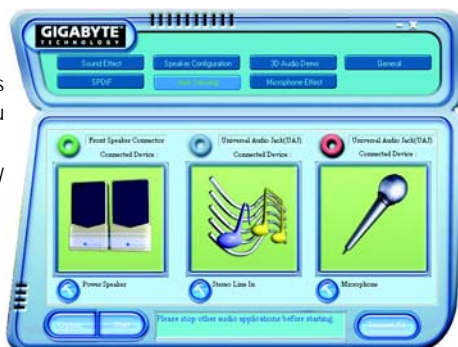 GIGABYTE
TECHNOLOGY
Sound Effect
Speaker Configuration
3D Audio Demo
General
SPDIF
Jack Sensing
Microphone Effect
Front Speaker Connector
Connected Device :
Universal Audio Jack(UAJ)
Connected Device :
Universal Audio Jack(UAJ)
Connected Device :
Power Speaker
Stereo Line In
Microphone
Start
Please stop other audio applications before starting.